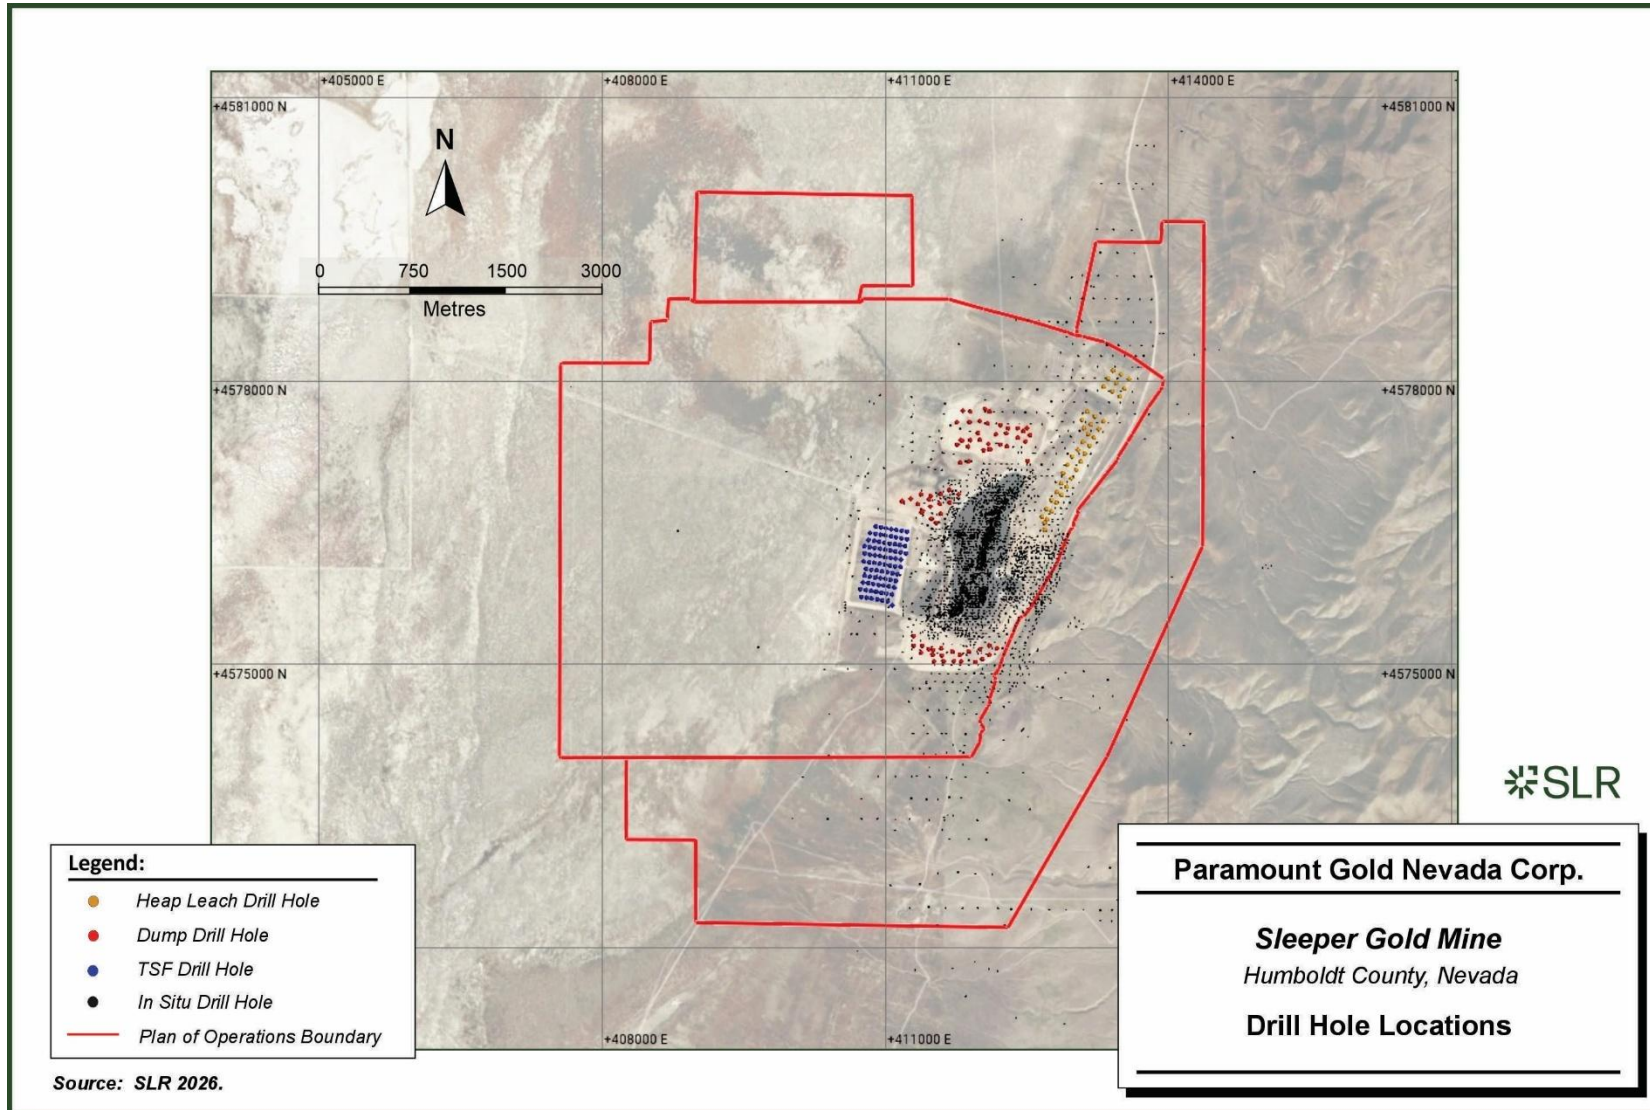 +405000 E
+408000 E
+411000 E
+414000 E
+4581000 N
+4581000 N
N
0 750 1500 3000
Metres
+4578000 N
+4578000 N
+4575000 N
+4575000 N
SLR
Legend:
Heap Leach Drill Hole
Dump Drill Hole
TSF Drill Hole
In Situ Drill Hole
Plan of Operations Boundary
+408000 E
+411000 E
Paramount Gold Nevada Corp.
Sleeper Gold Mine
Humboldt County, Nevada
Drill Hole Locations
Source: SLR 2026.